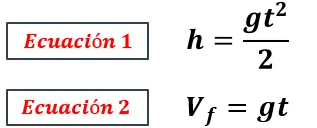 Ecuación 1 h = gt²/2
Ecuación 2 V_f = gt